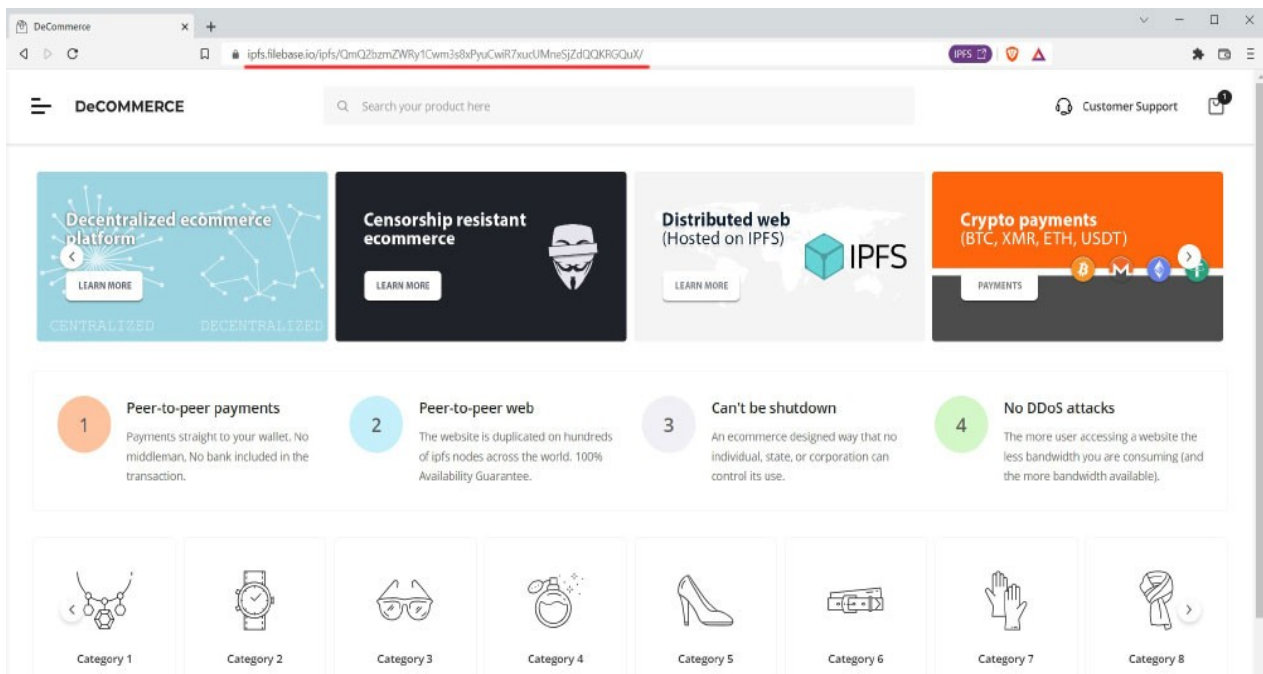 DeCommerce
ipfs.filebase.io/ipfs/QmQ2bzmZWRy1Cwm3s8xPyuCwiR7xucUMneSjZdQQKRGQuX/
IPFS
DeCOMMERCE
Search your product here
Customer Support
1
Decentralized ecommerce
platform
LEARN MORE
CENTRALIZED DECENTRALIZED
Censorship resistant
ecommerce
LEARN MORE
Distributed web
(Hosted on IPFS)
LEARN MORE
IPFS
Crypto payments
(BTC, XMR, ETH, USDT)
PAYMENTS
1
Peer-to-peer payments
Payments straight to your wallet. No
middleman, No bank included in the
transaction.
2
Peer-to-peer web
The website is duplicated on hundreds
of ipfs nodes across the world. 100%
Availability Guarantee.
3
Can't be shutdown
An ecommerce designed way that no
individual, state, or corporation can
control its use.
4
No DDoS attacks
The more user accessing a website the
less bandwidth you are consuming (and
the more bandwidth available).
Category 1
Category 2
Category 3
Category 4
Category 5
Category 6
Category 7
Category 8